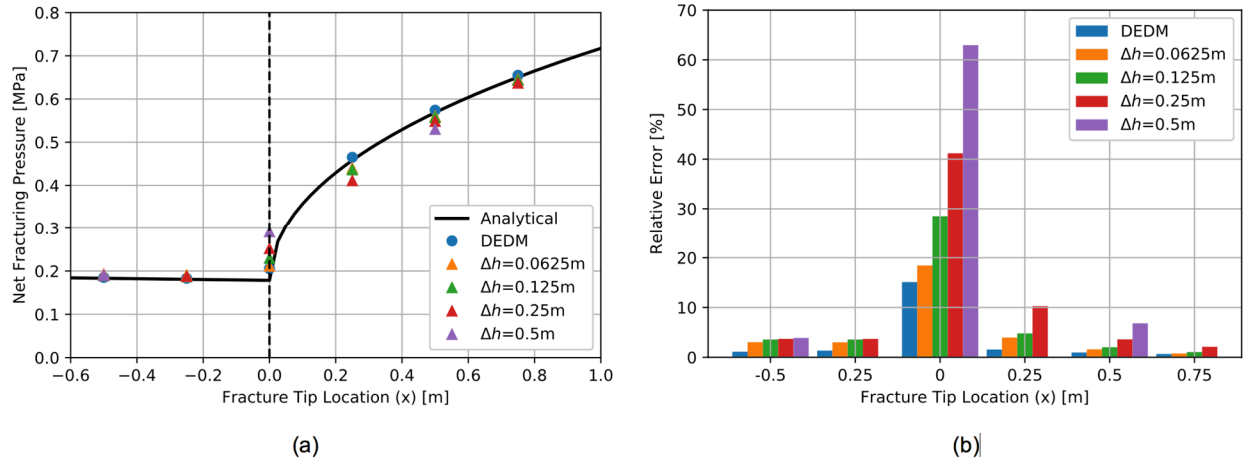 0.8
0.7
0.6
0.5
0.4
0.3
0.2
0.1
0.0
Net Fracturing Pressure [MPa]
Analytical
DEDM
Δh=0.0625m
Δh=0.125m
Δh=0.25m
Δh=0.5m
−0.6 −0.4 −0.2 0.0 0.2 0.4 0.6 0.8 1.0
Fracture Tip Location (x) [m]
(a)
70
60
50
40
30
20
10
0
Relative Error [%]
DEDM
Δh=0.0625m
Δh=0.125m
Δh=0.25m
Δh=0.5m
-0.5 0.25 0 0.25 0.5 0.75
Fracture Tip Location (x) [m]
(b)